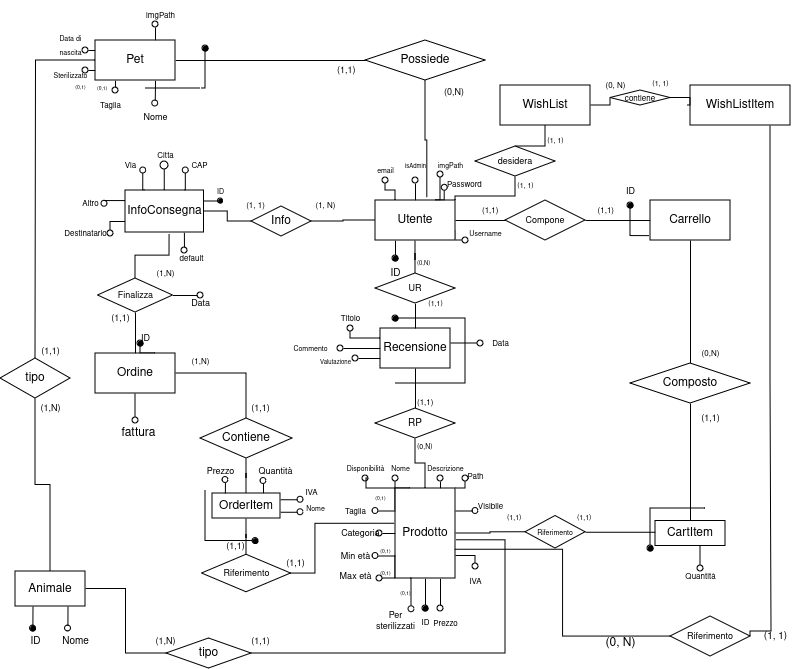 imgPath
Data di
nascita
Pet
Sterilizzato
(0,1)
(0,1)
Taglia
Nome
(1,1)
Possiede
(0,N)
WishList
(0, N)
contiene
(1, 1)
WishListItem
(1, 1)
desidera
(1, 1)
Via
Citta
CAP
Altro
InfoConsegna
ID
Destinatario
default
(1, 1)
Info
(1, N)
email
isAdmin
imgPath
Password
Utente
Username
ID
(0,N)
(1,1)
Compone
(1,1)
ID
Carrello
(1,N)
Finalizza
Data
(1,1)
UR
(1,1)
ID
Titolo
Commento
Valutazione
Recensione
Data
(1,1)
tipo
(1,N)
Ordine
(1,N)
fattura
(0,N)
Composto
(1,1)
(1,1)
Contiene
(1,1)
RP
(o,N)
Prezzo
Quantità
OrderItem
IVA
Nome
(1,1)
Riferimento
(1,1)
Disponibilità
Nome
Descrizione
Path
(0,1)
Taglia
Visibile
Categoria
Prodotto
Min età
(0,1)
Max età
(0,1)
IVA
(0,1)
Per
sterilizzati
ID
Prezzo
(1,1)
Riferimento
(1,1)
CartItem
Quantita
Animale
ID
Nome
(1,N)
tipo
(1,1)
(0, N)
Riferimento
(1, 1)